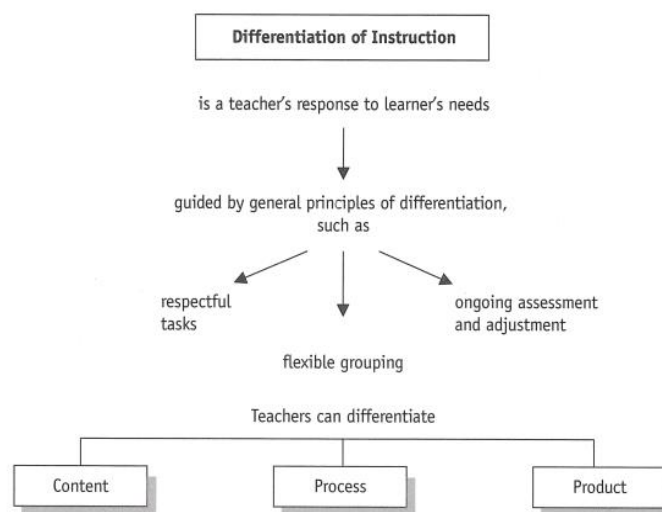 Differentiation of Instruction
is a teacher's response to learner's needs
guided by general principles of differentiation,
such as
respectful
tasks
ongoing assessment
and adjustment
flexible grouping
Teachers can differentiate
Content
Process
Product